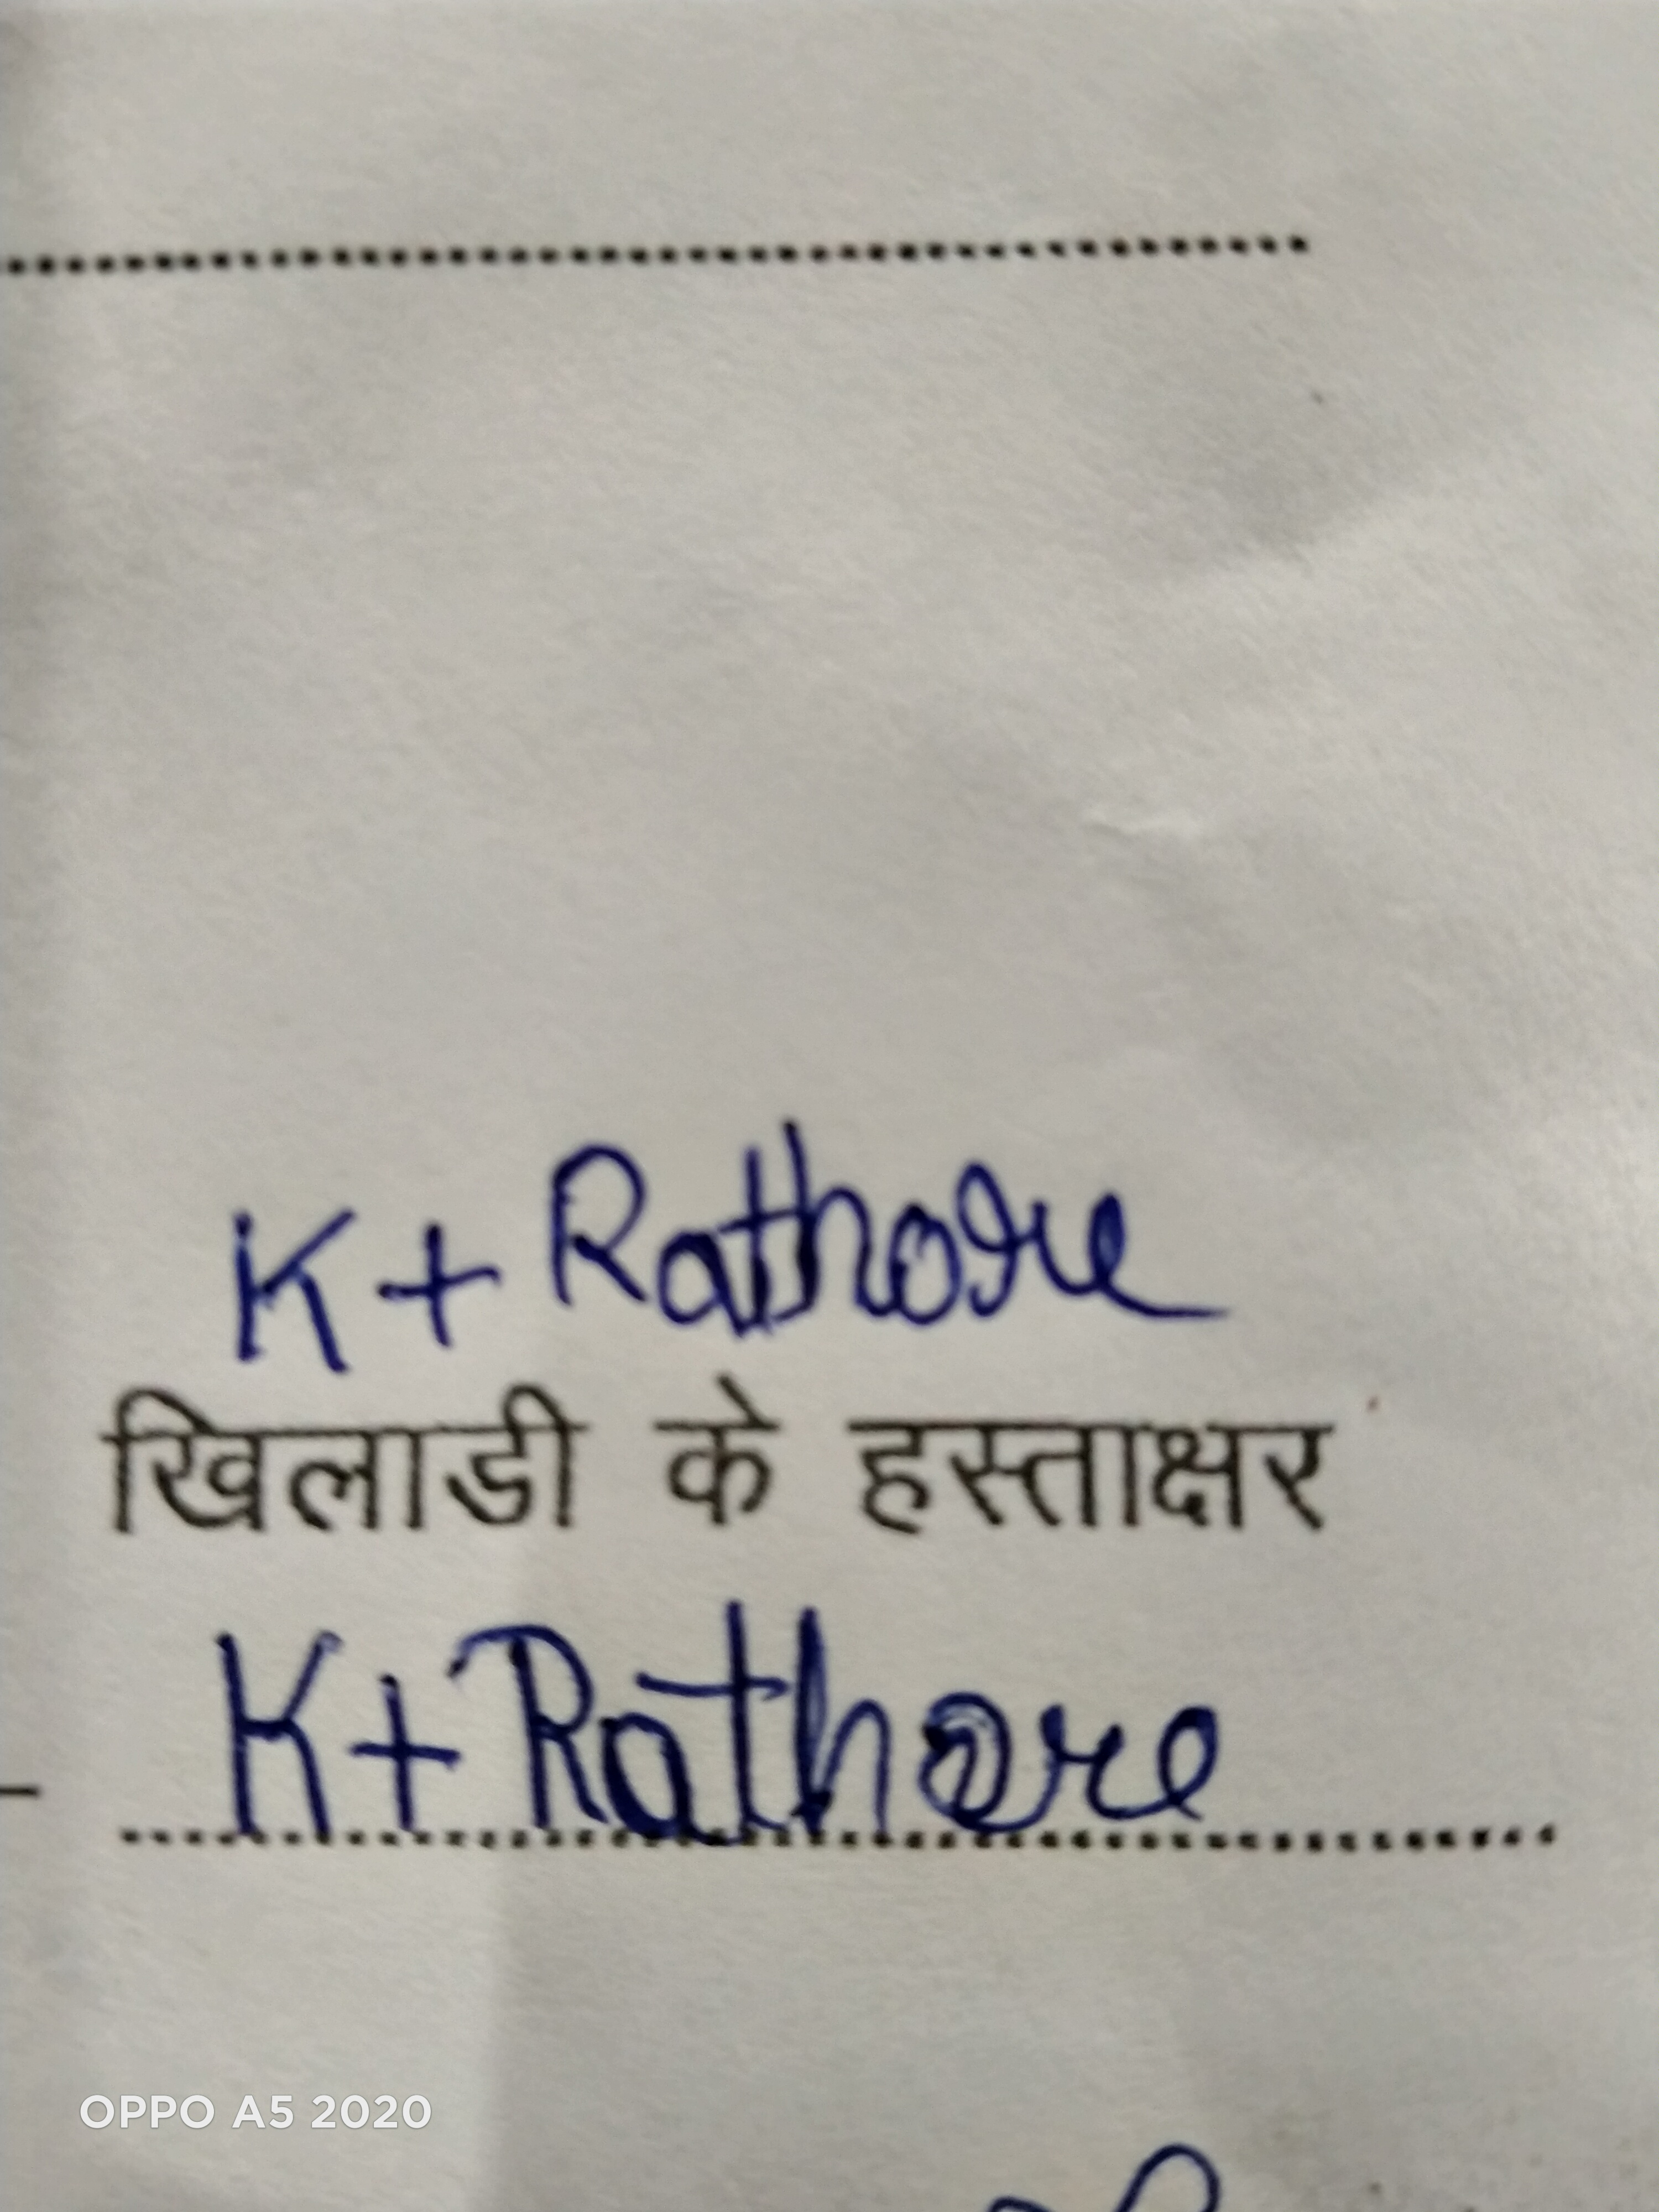 K + Rathore
खिलाडी के हस्ताक्षर
K + Rathore
OPPO A5 2020